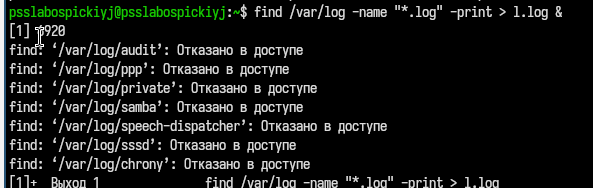 psslabospickiyj@psslabospickiyj:~$ find /var/log -name "*.log" -print > l.log &
[1] 4920
find: ‘/var/log/audit’: Отказано в доступе
find: ‘/var/log/ppp’: Отказано в доступе
find: ‘/var/log/private’: Отказано в доступе
find: ‘/var/log/samba’: Отказано в доступе
find: ‘/var/log/speech-dispatcher’: Отказано в доступе
find: ‘/var/log/sssd’: Отказано в доступе
find: ‘/var/log/chrony’: Отказано в доступе
[1]+ Выход 1 find /var/log -name "*.log" -print > l.log